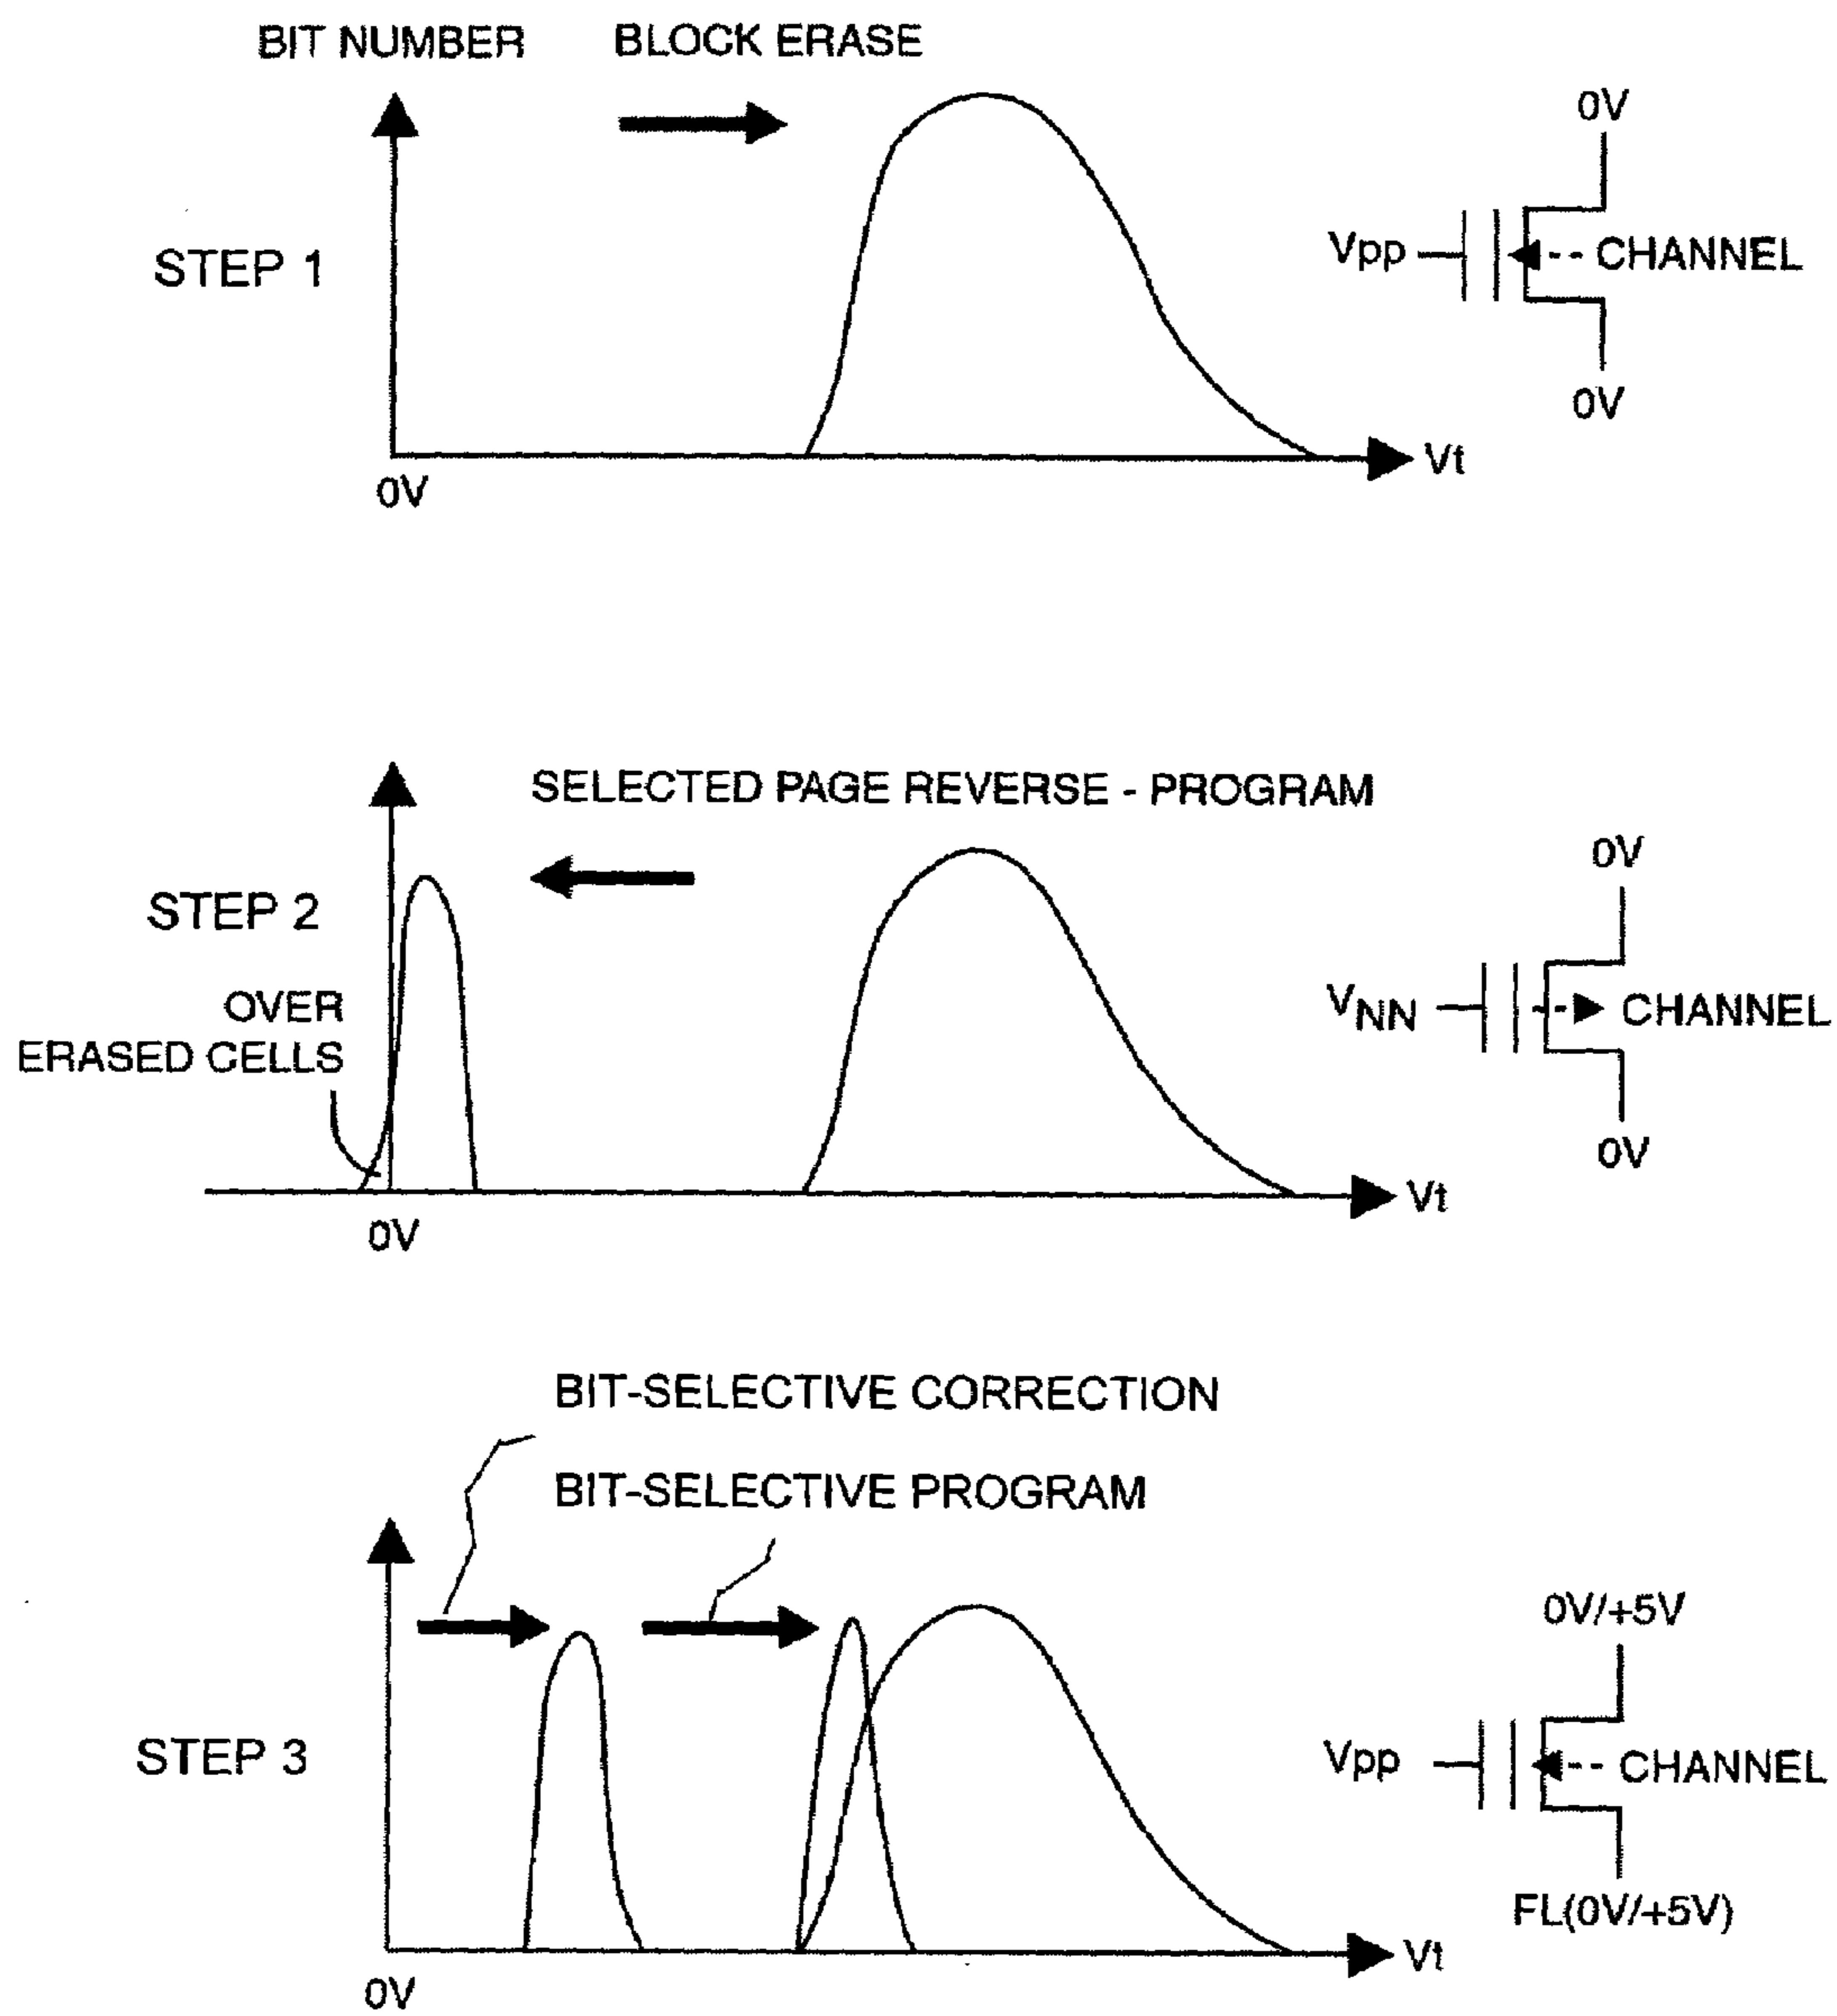 BIT NUMBER
BLOCK ERASE
0V
STEP 1
Vpp
CHANNEL
0V
Vt
0V
SELECTED PAGE REVERSE - PROGRAM
0V
STEP 2
OVER
ERASED CELLS
VNN
CHANNEL
0V
Vt
0V
BIT-SELECTIVE CORRECTION
BIT-SELECTIVE PROGRAM
0V/+5V
STEP 3
Vpp
CHANNEL
FL(0V/+5V)
Vt
0V